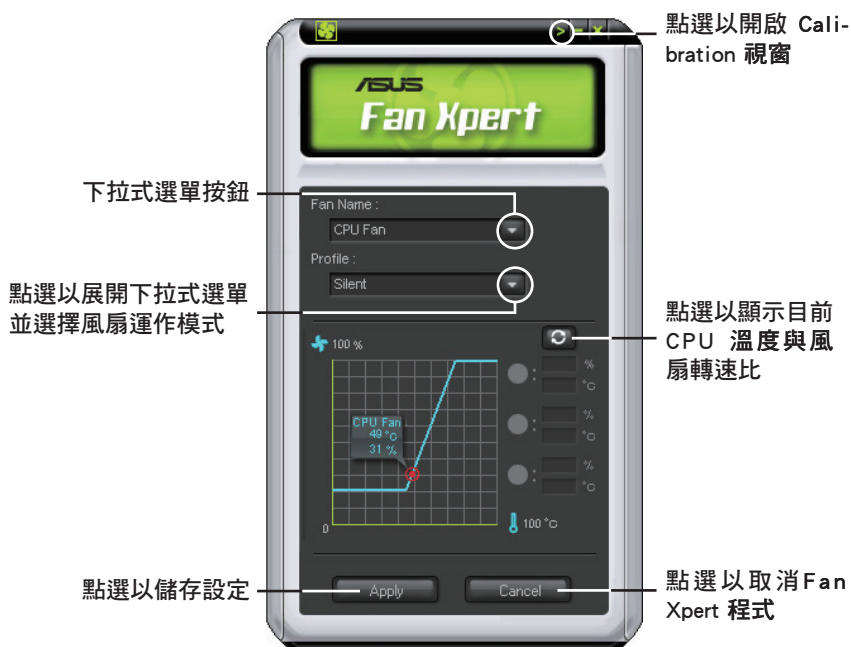 點選以開啟 Cali-
bration 視窗
ASUS
Fan Xpert
下拉式選單按鈕
Fan Name :
CPU Fan
Profile :
Silent
點選以展開下拉式選單
並選擇風扇運作模式
點選以顯示目前
CPU 溫度與風
扇轉速比
100 %
%
°C
CPU Fan
49 °C
31 %
%
°C
%
°C
0
100 °C
點選以儲存設定
Apply
Cancel
點選以取消Fan
Xpert 程式